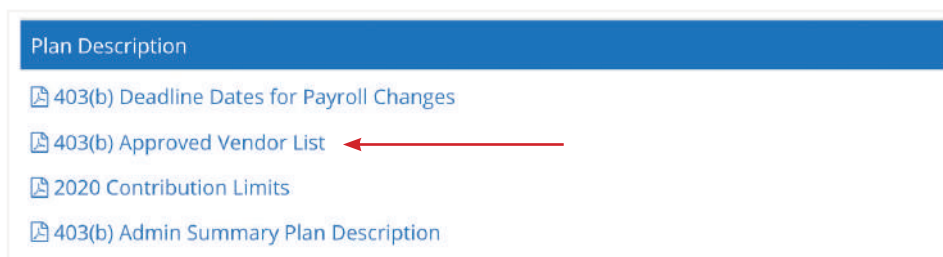 Plan Description
403(b) Deadline Dates for Payroll Changes
403(b) Approved Vendor List
2020 Contribution Limits
403(b) Admin Summary Plan Description